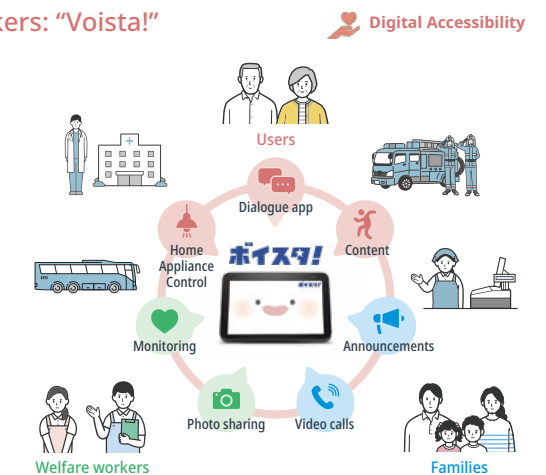 kers: “Voista!”
Digital Accessibility
Users
Dialogue app
Home
Appliance
Control
Content
ボイスタ!
ボイスタ!
Monitoring
Announcements
Photo sharing
Video calls
Welfare workers
Families